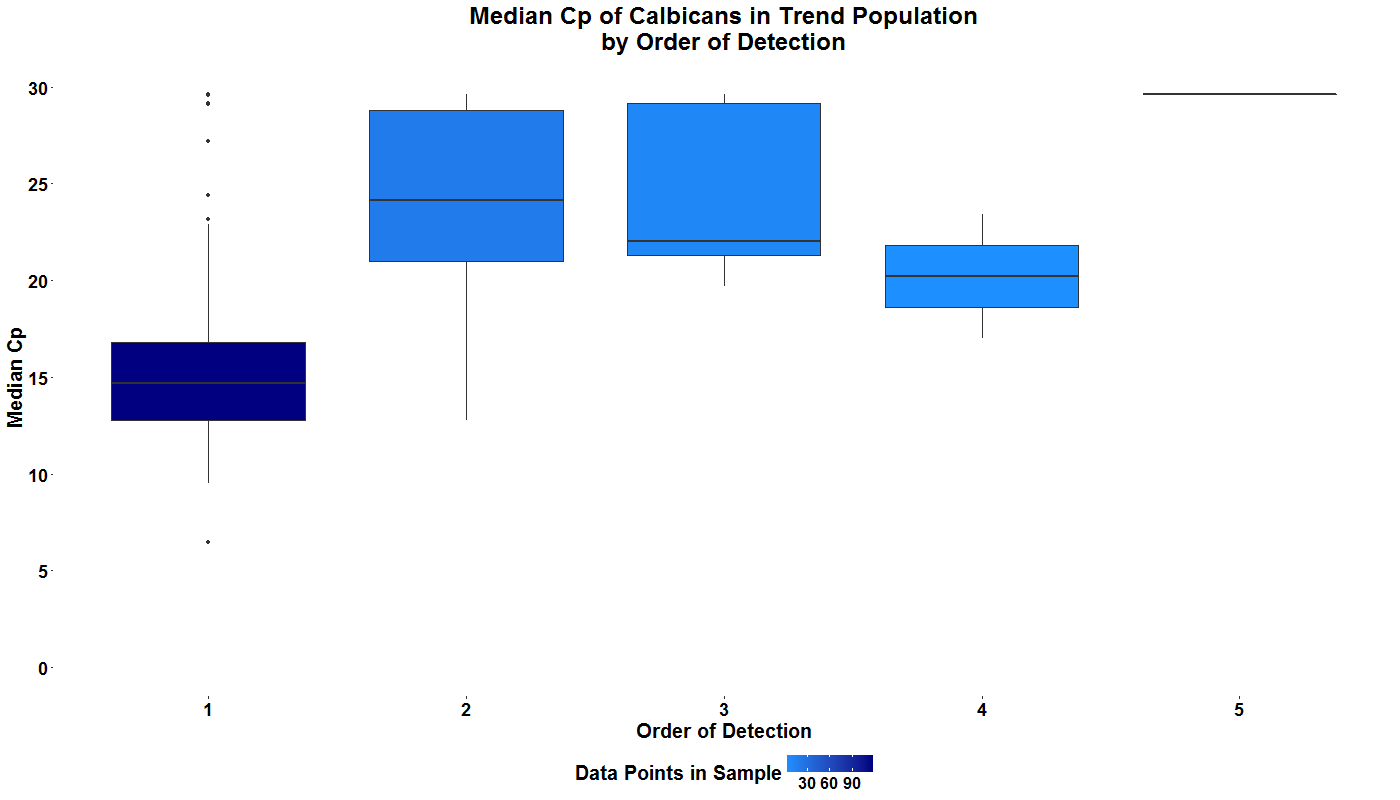 Median Cp of Calbicans in Trend Population
by Order of Detection
30
25
20
15
10
5
0
Median Cp
1 2 3 4 5
Order of Detection
Data Points in Sample
30 60 90